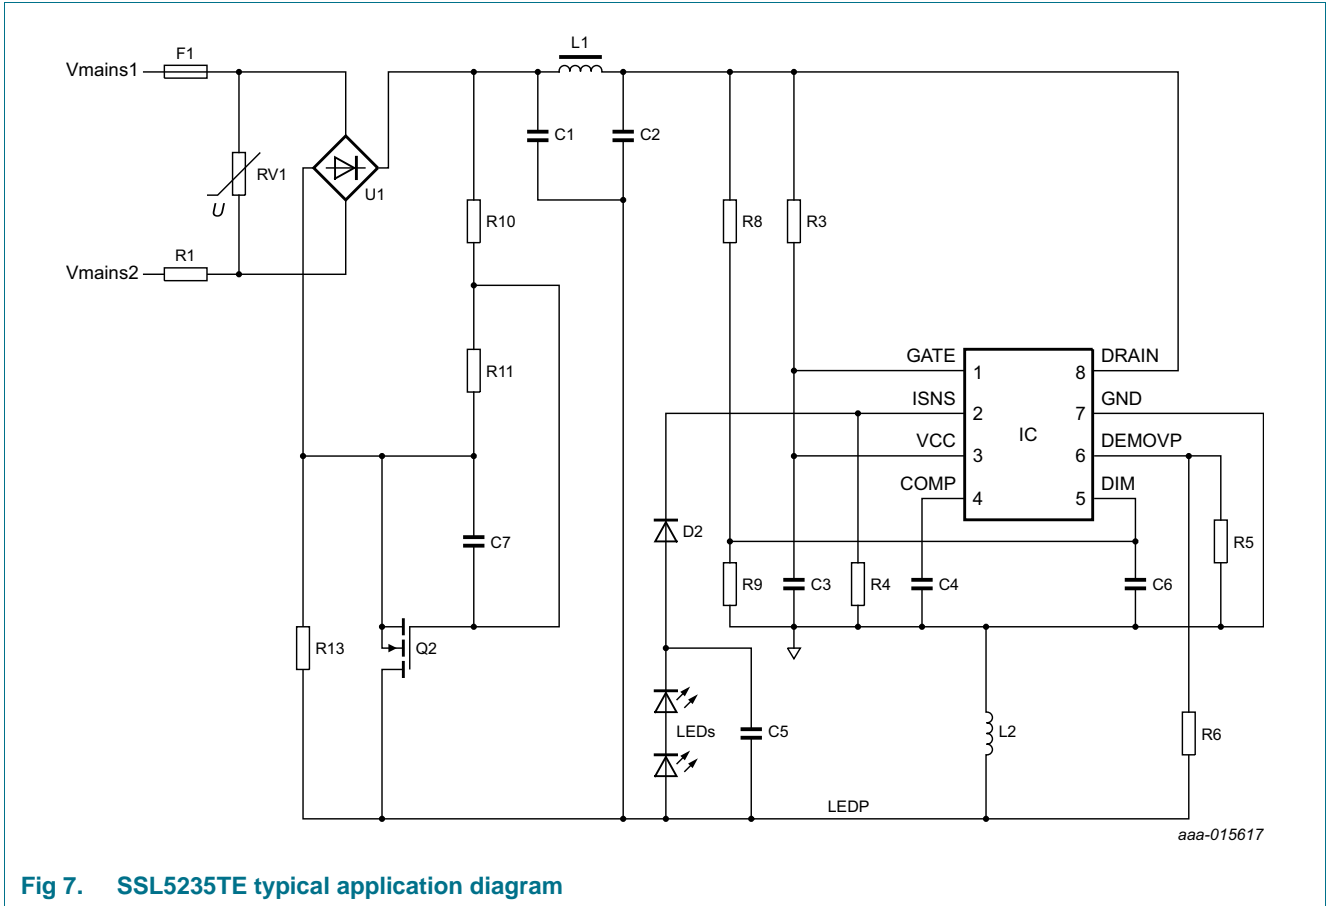 L1
F1
Vmains1
C1
C2
RV1
U
U1
R10
R8
R3
R1
Vmains2
GATE
DRAIN
1
8
R11
ISNS
GND
2
7
IC
VCC
DEMOVP
3
6
COMP
DIM
4
5
D2
C7
R5
R9
C3
R4
C4
C6
R13
Q2
LEDs
C5
L2
R6
LEDP
aaa-015617
Fig 7. SSL5235TE typical application diagram